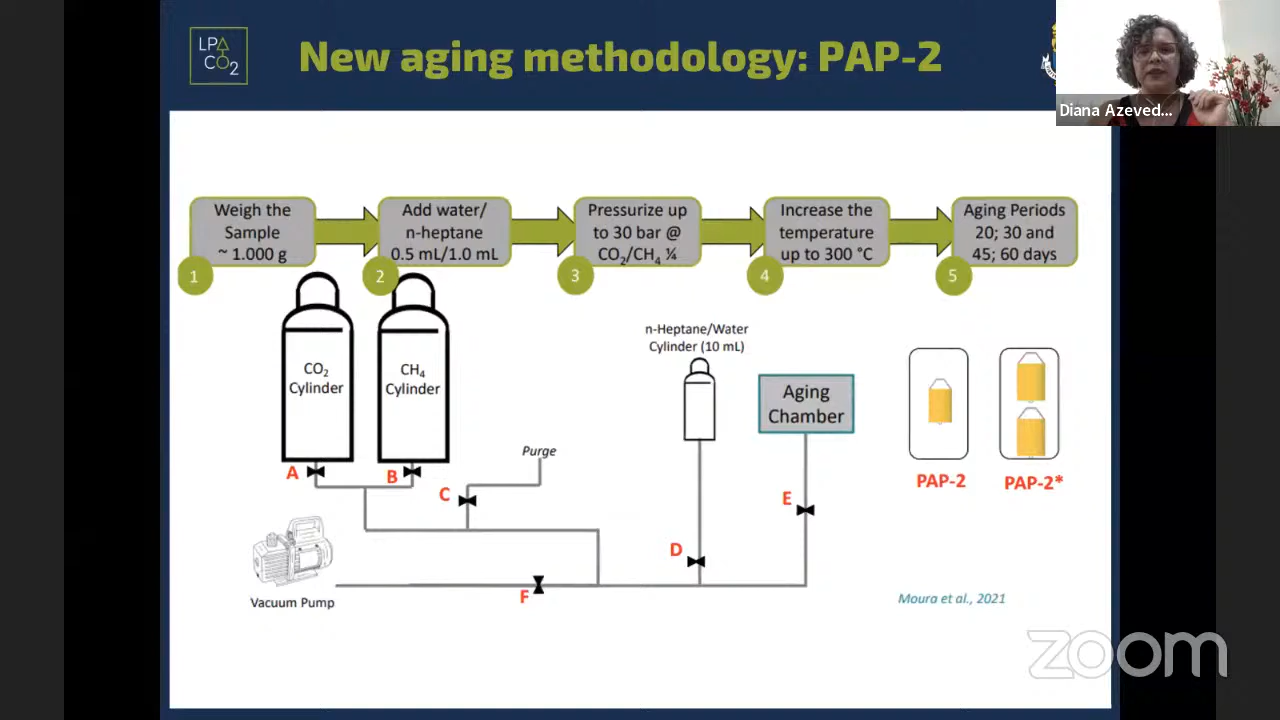 LPA
CO2
New aging methodology: PAP-2
Diana Azeved...
Weigh the
Sample
~ 1.000 g
1
Add water/
n-heptane
0.5 mL/1.0 mL
2
Pressurize up
to 30 bar @
CO2/CH4 ¼
3
Increase the
temperature
up to 300 °C
4
Aging Periods
20; 30 and
45; 60 days
5
CO2
Cylinder
CH4
Cylinder
n-Heptane/Water
Cylinder (10 mL)
Aging
Chamber
Purge
A
B
C
D
E
F
PAP-2
PAP-2*
Vacuum Pump
Moura et al., 2021
zoom